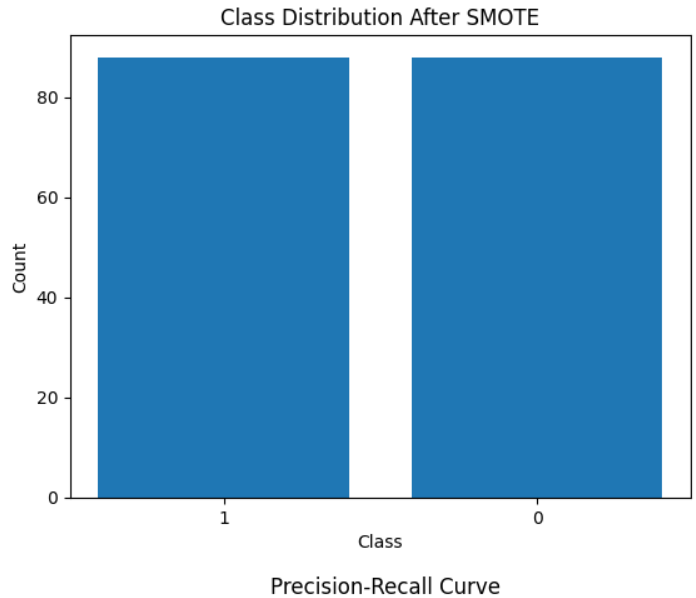 Class Distribution After SMOTE
80
60
40
20
0
Count
1 0
Class
Precision-Recall Curve